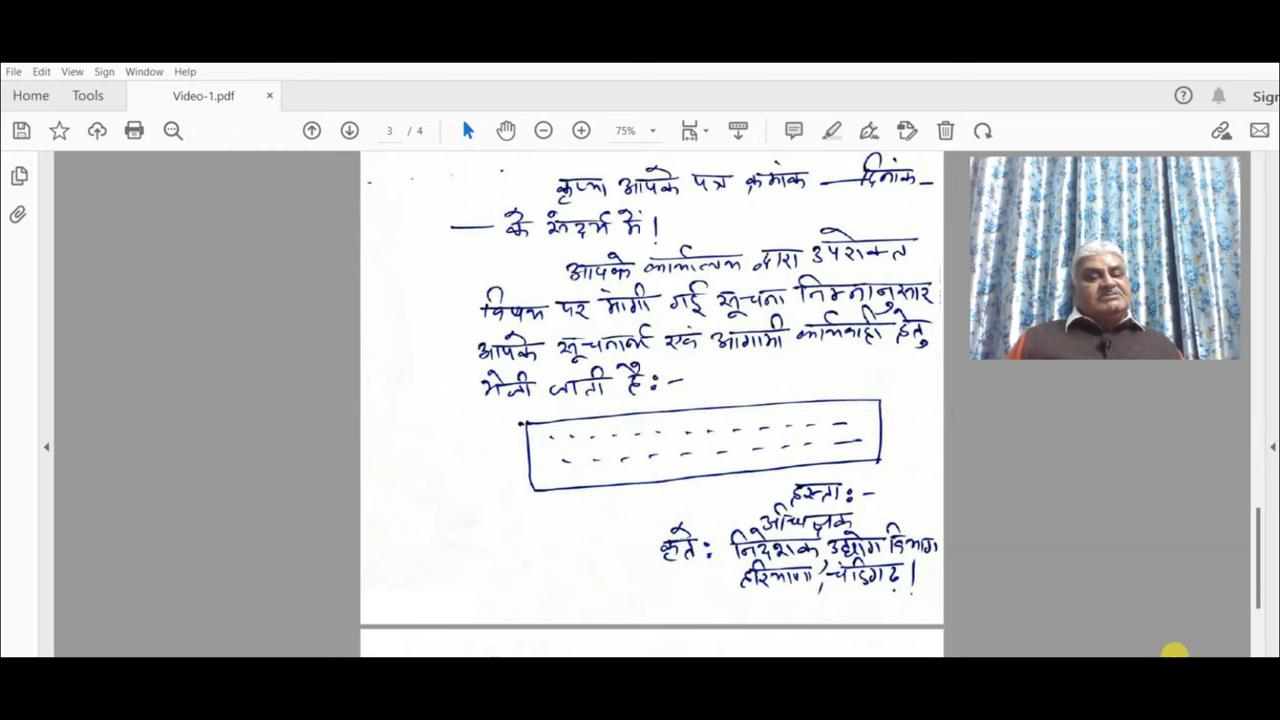 File Edit View Sign Window Help
Home Tools Video-1.pdf × Sign
3 / 4 75%
कृप्या आपके पत्र क्रमांक — दिनांक —
— के संदर्भ में।
आपके कार्यालय द्वारा उपरोक्त
विषय पर मांगी गई सूचना निम्नानुसार
आपके सूचनार्थ एवं आगामी कार्यवाही हेतु
भेजी जाती है:-
हस्ता:-
अधिक्षक
कृते: निदेशक उद्योग विभाग
हरियाणा, चंडिगढ़।